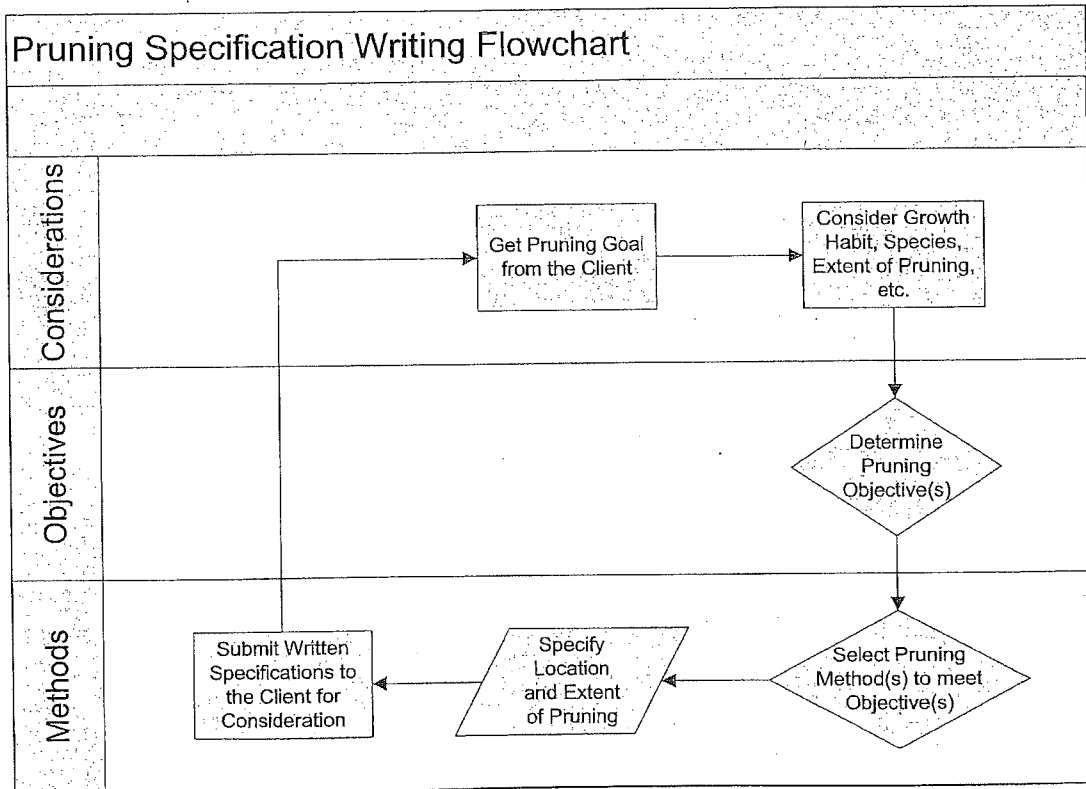 Pruning Specification Writing Flowchart
Considerations
Get Pruning Goal
from the Client
Consider Growth
Habit, Species,
Extent of Pruning,
etc.
Objectives
Determine
Pruning
Objective(s)
Methods
Submit Written
Specifications to
the Client for
Consideration
Specify
Location
and Extent
of Pruning
Select Pruning
Method(s) to meet
Objective(s)